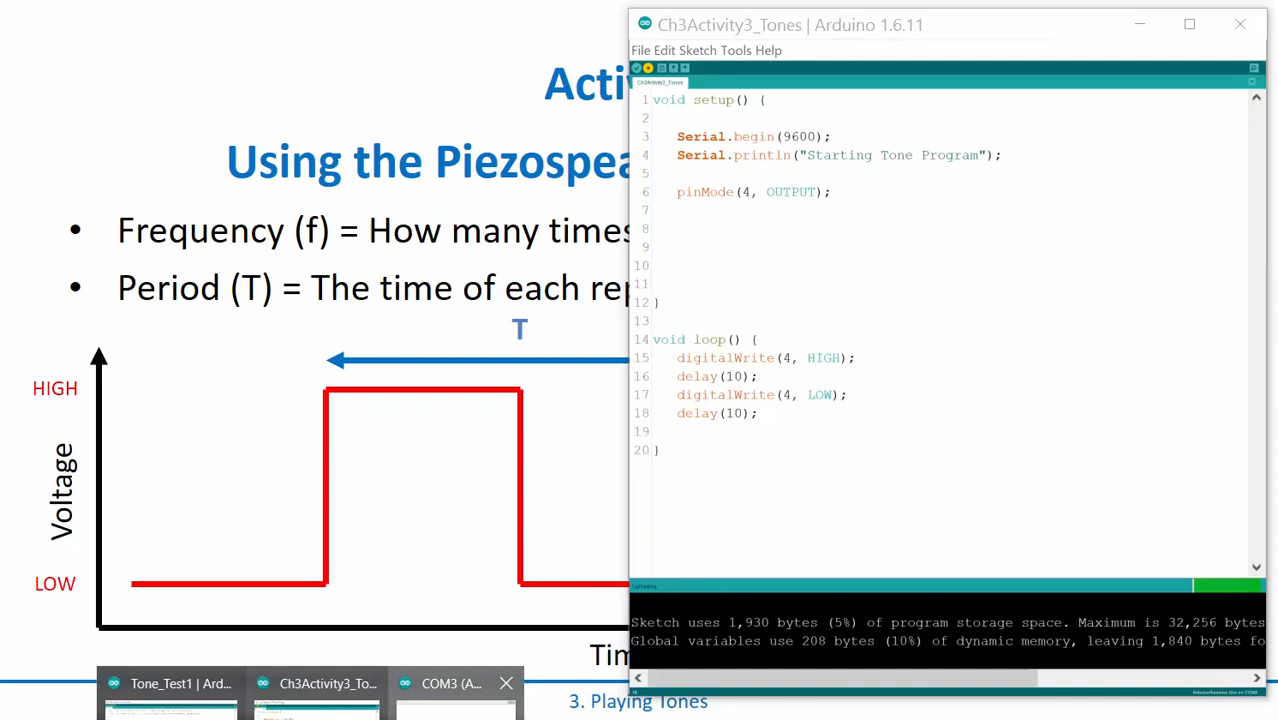 Acti
Using the Piezospea
• Frequency (f) = How many times
• Period (T) = The time of each rep
T
HIGH
Voltage
LOW
Tim
3. Playing Tones
Ch3Activity3_Tones | Arduino 1.6.11
File Edit Sketch Tools Help
Ch3Activity3_Tones
1 void setup() {
2
3 Serial.begin(9600);
4 Serial.println("Starting Tone Program");
5
6 pinMode(4, OUTPUT);
7
8
9
10
11
12 }
13
14 void loop() {
15 digitalWrite(4, HIGH);
16 delay(10);
17 digitalWrite(4, LOW);
18 delay(10);
19
20 }
Sketch uses 1,930 bytes (5%) of program storage space. Maximum is 32,256 bytes
Global variables use 208 bytes (10%) of dynamic memory, leaving 1,840 bytes fo
Tone_Test1 | Ard...
Ch3Activity3_To...
COM3 (A...